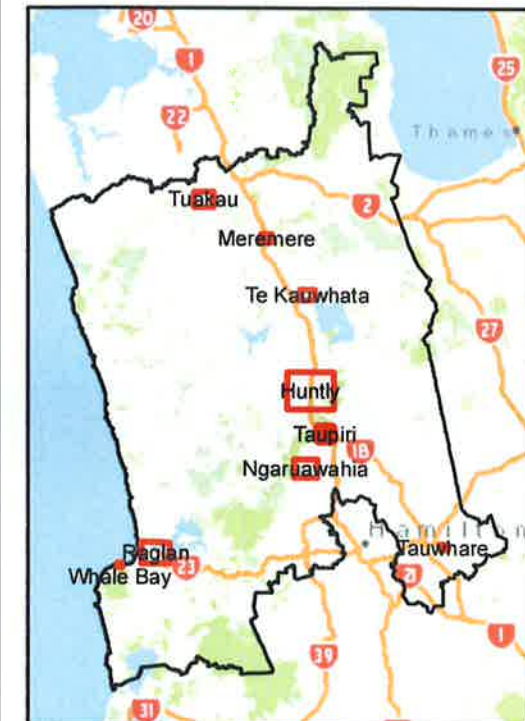 20
1
25
22
Thames
Tuakau
2
Meremere
Te Kauwhata
27
Huntly
Taupiri
1B
Ngaruawahia
Hamilton
Raglan
Tauwhare
Whale Bay
23
21
1
39
31